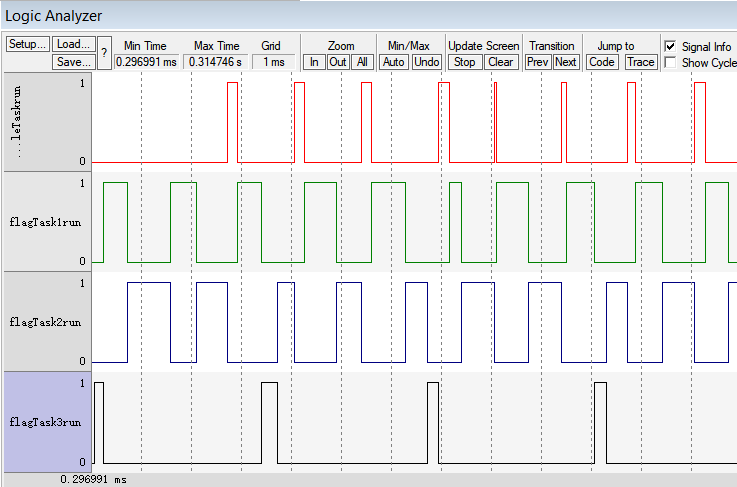 Logic Analyzer
Setup... Load... Min Time Max Time Grid Zoom Min/Max Update Screen Transition Jump to Signal Info
Save... ? 0.296991 ms 0.314746 s 1 ms In Out All Auto Undo Stop Clear Prev Next Code Trace Show Cycle
1
...leTaskrun
0
1
flagTask1run
0
1
flagTask2run
0
1
flagTask3run
0
0.296991 ms